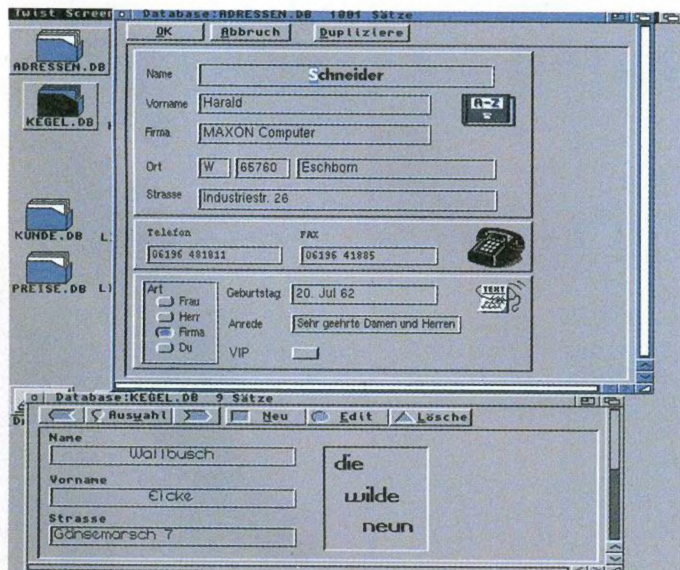 Twist Screen
Database:ADRESSEN.DB 1001 Sätze
OK Abbruch Dupliziere
ADRESSEN.DB
KEGEL.DB
KUNDE.DB
PREISE.DB
Name Schneider
Vorname Harald
A-Z
Firma MAXON Computer
Ort W 65760 Eschborn
Strasse Industriestr. 26
Telefon FAX
06196 481811 06196 41885
Art
Frau
Herr
Firma
Du
Geburtstag 20. Jul 62
TEXT
Anrede Sehr geehrte Damen und Herren
VIP
Database:KEGEL.DB 9 Sätze
Auswahl Neu Edit Lösche
Name
Wallbusch
Vorname
Eicke
Strasse
Gänsemarsch 7
die
wilde
neun